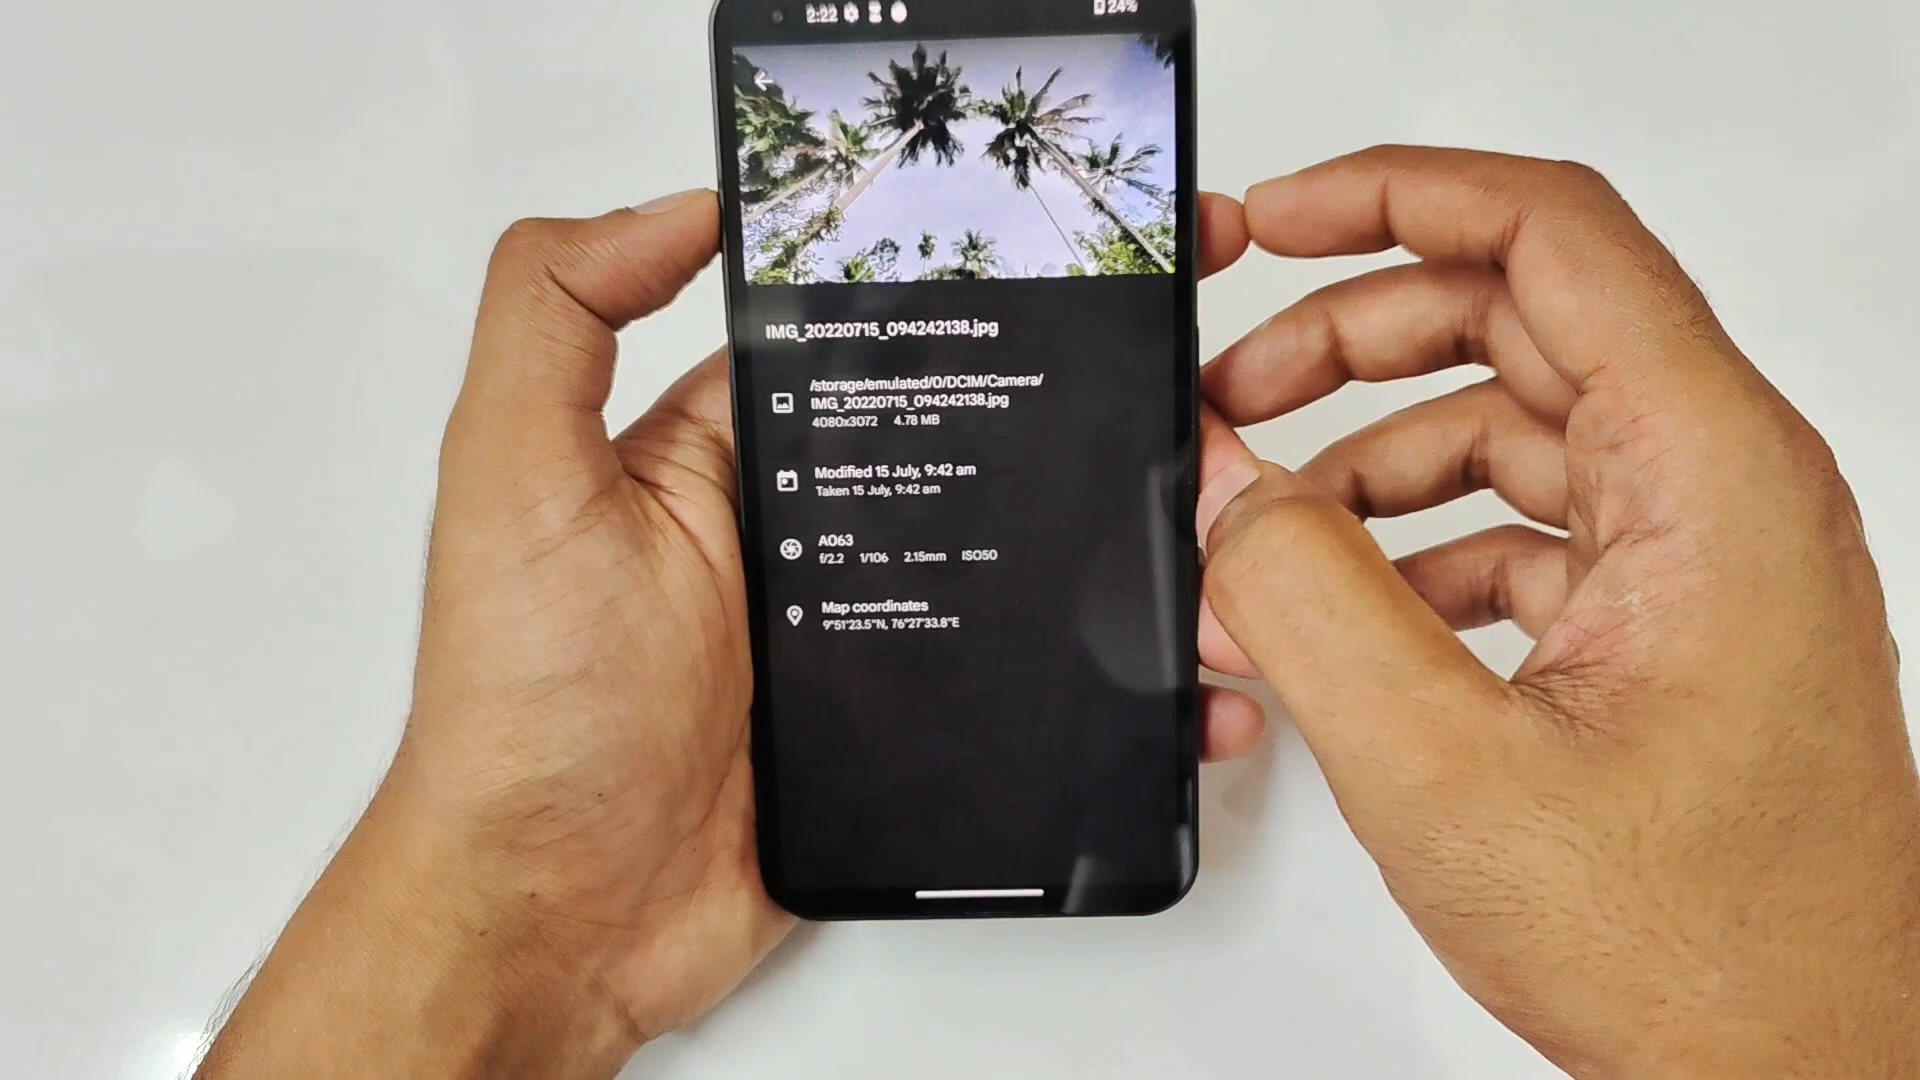 2:22 24%
IMG_20220715_094242138.jpg
/storage/emulated/0/DCIM/Camera/
IMG_20220715_094242138.jpg
4080x3072 4.78 MB
Modified 15 July, 9:42 am
Taken 15 July, 9:42 am
A063
f/2.2 1/106 2.15mm ISO50
Map coordinates
9°51'23.5"N, 76°27'33.8"E